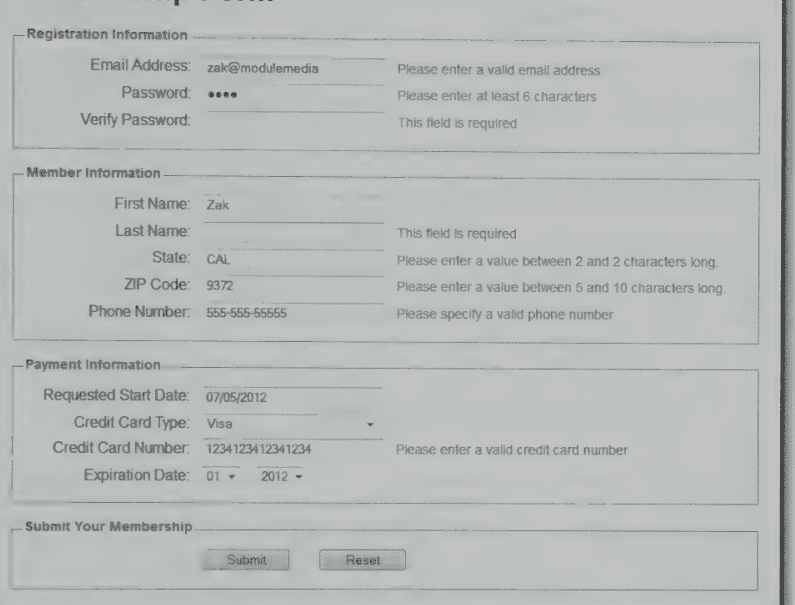 Registration Information
Email Address: zak@modulemedia Please enter a valid email address
Password: •••• Please enter at least 6 characters
Verify Password: This field is required
Member Information
First Name: Zak
Last Name: This field is required
State: CAL Please enter a value between 2 and 2 characters long.
ZIP Code: 9372 Please enter a value between 5 and 10 characters long.
Phone Number: 555-555-55555 Please specify a valid phone number
Payment Information
Requested Start Date: 07/05/2012
Credit Card Type: Visa
Credit Card Number: 1234123412341234 Please enter a valid credit card number
Expiration Date: 01 2012
Submit Your Membership
Submit Reset